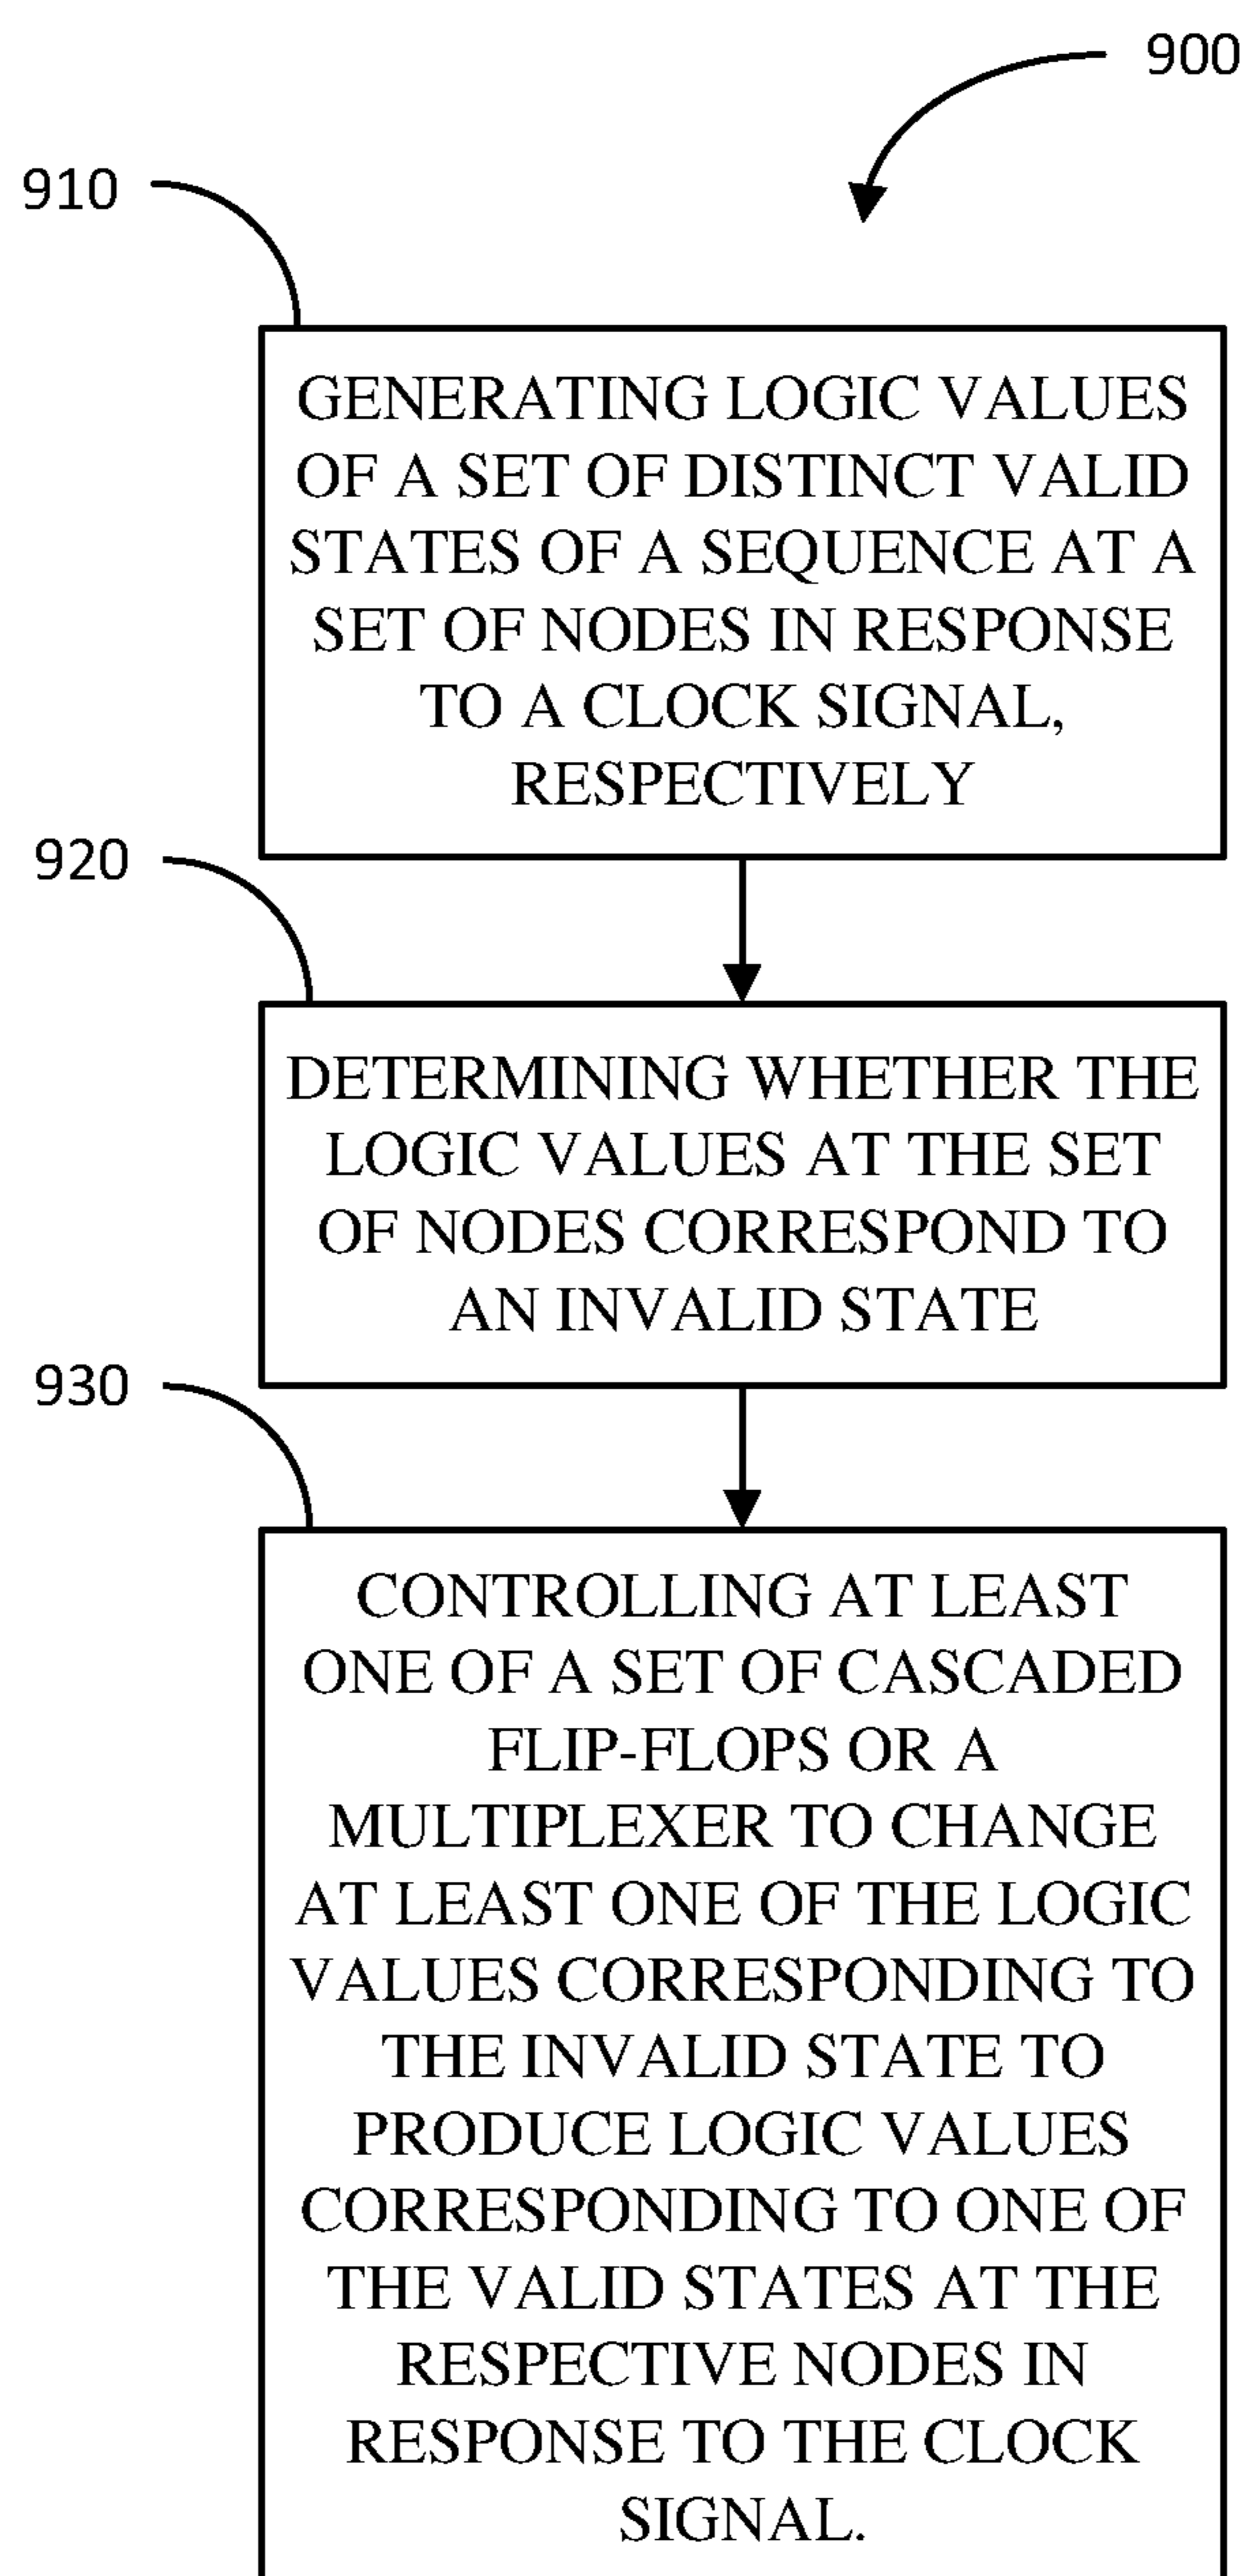 900
910
GENERATING LOGIC VALUES
OF A SET OF DISTINCT VALID
STATES OF A SEQUENCE AT A
SET OF NODES IN RESPONSE
TO A CLOCK SIGNAL,
RESPECTIVELY
920
DETERMINING WHETHER THE
LOGIC VALUES AT THE SET
OF NODES CORRESPOND TO
AN INVALID STATE
930
CONTROLLING AT LEAST
ONE OF A SET OF CASCADED
FLIP-FLOPS OR A
MULTIPLEXER TO CHANGE
AT LEAST ONE OF THE LOGIC
VALUES CORRESPONDING TO
THE INVALID STATE TO
PRODUCE LOGIC VALUES
CORRESPONDING TO ONE OF
THE VALID STATES AT THE
RESPECTIVE NODES IN
RESPONSE TO THE CLOCK
SIGNAL.